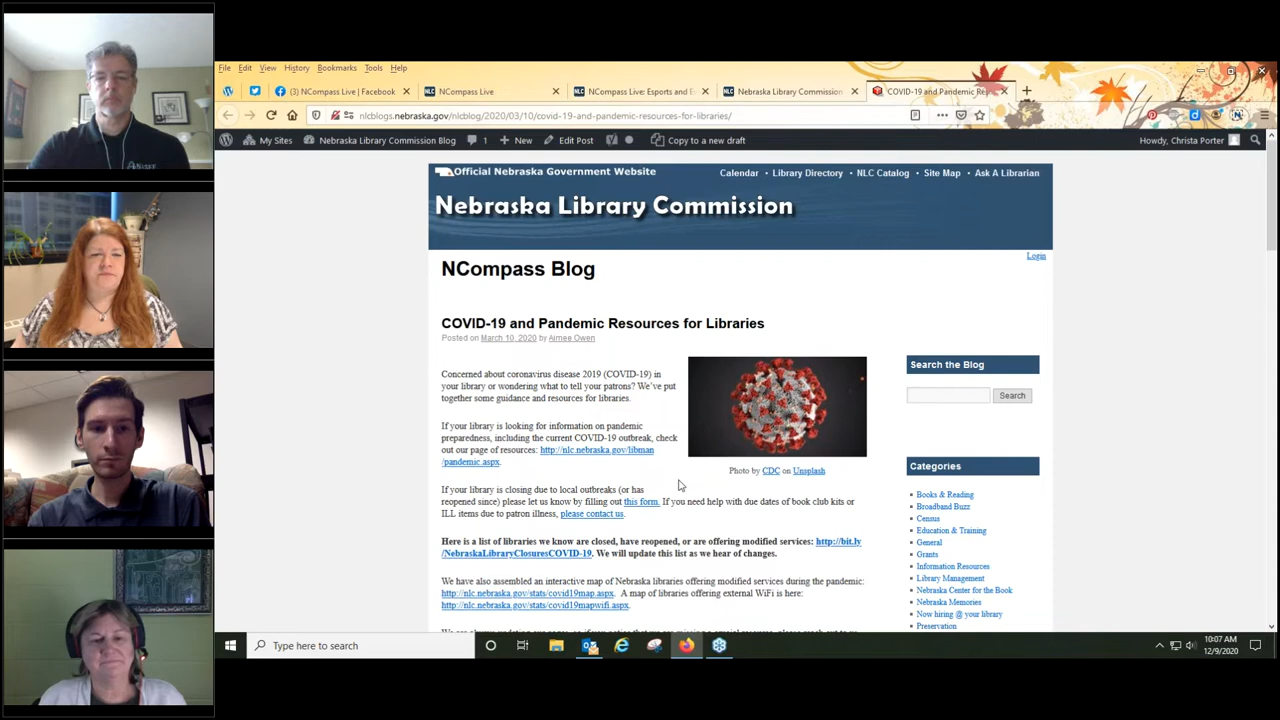 File Edit View History Bookmarks Tools Help
(3) NCompass Live | Facebook
NLC NCompass Live
NLC NCompass Live: Esports and E
NLC Nebraska Library Commission
COVID-19 and Pandemic Re
nlcblogs.nebraska.gov/nlcblog/2020/03/10/covid-19-and-pandemic-resources-for-libraries/
My Sites Nebraska Library Commission Blog 1 + New Edit Post Copy to a new draft Howdy, Christa Porter
Official Nebraska Government Website
Calendar • Library Directory • NLC Catalog • Site Map • Ask A Librarian
Nebraska Library Commission
Login
NCompass Blog
COVID-19 and Pandemic Resources for Libraries
Posted on March 10, 2020 by Aimee Owen
Concerned about coronavirus disease 2019 (COVID-19) in
your library or wondering what to tell your patrons? We've put
together some guidance and resources for libraries.
If your library is looking for information on pandemic
preparedness, including the current COVID-19 outbreak, check
out our page of resources: http://nlc.nebraska.gov/libman
/pandemic.aspx.
Photo by CDC on Unsplash
If your library is closing due to local outbreaks (or has
reopened since) please let us know by filling out this form. If you need help with due dates of book club kits or
ILL items due to patron illness, please contact us.
Here is a list of libraries we know are closed, have reopened, or are offering modified services: http://bit.ly
/NebraskaLibraryClosuresCOVID-19. We will update this list as we hear of changes.
We have also assembled an interactive map of Nebraska libraries offering modified services during the pandemic:
http://nlc.nebraska.gov/stats/covid19map.aspx. A map of libraries offering external WiFi is here:
http://nlc.nebraska.gov/stats/covid19mapwifi.aspx.
Search the Blog
Search
Categories
Books & Reading
Broadband Buzz
Census
Education & Training
General
Grants
Information Resources
Library Management
Nebraska Center for the Book
Nebraska Memories
Now hiring @ your library
Preservation
Type here to search
10:07 AM
12/9/2020